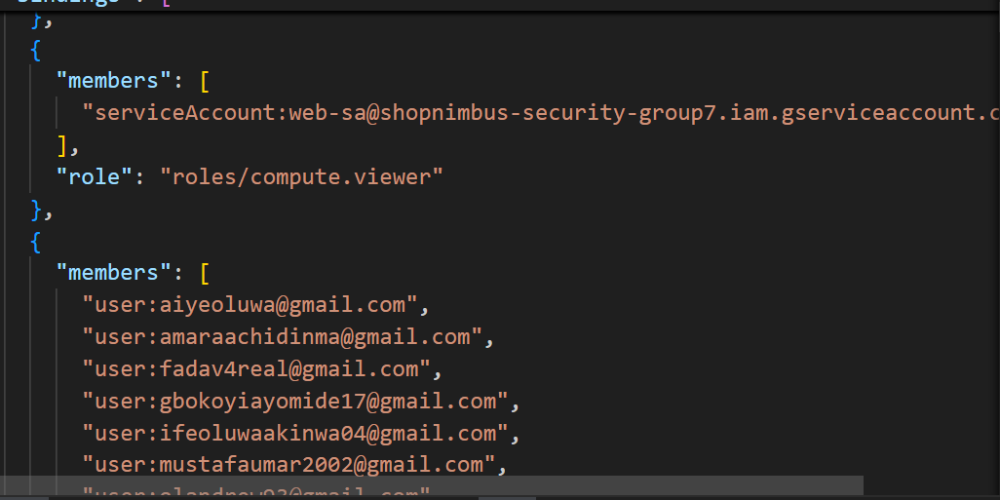 },
{
"members": [
"serviceAccount:web-sa@shopnimbus-security-group7.iam.gserviceaccount.c
],
"role": "roles/compute.viewer"
},
{
"members": [
"user:aiyeoluwa@gmail.com",
"user:amaraachidinma@gmail.com",
"user:fadav4real@gmail.com",
"user:gbokoyiayomide17@gmail.com",
"user:ifeoluwaakinwa04@gmail.com",
"user:mustafaumar2002@gmail.com",